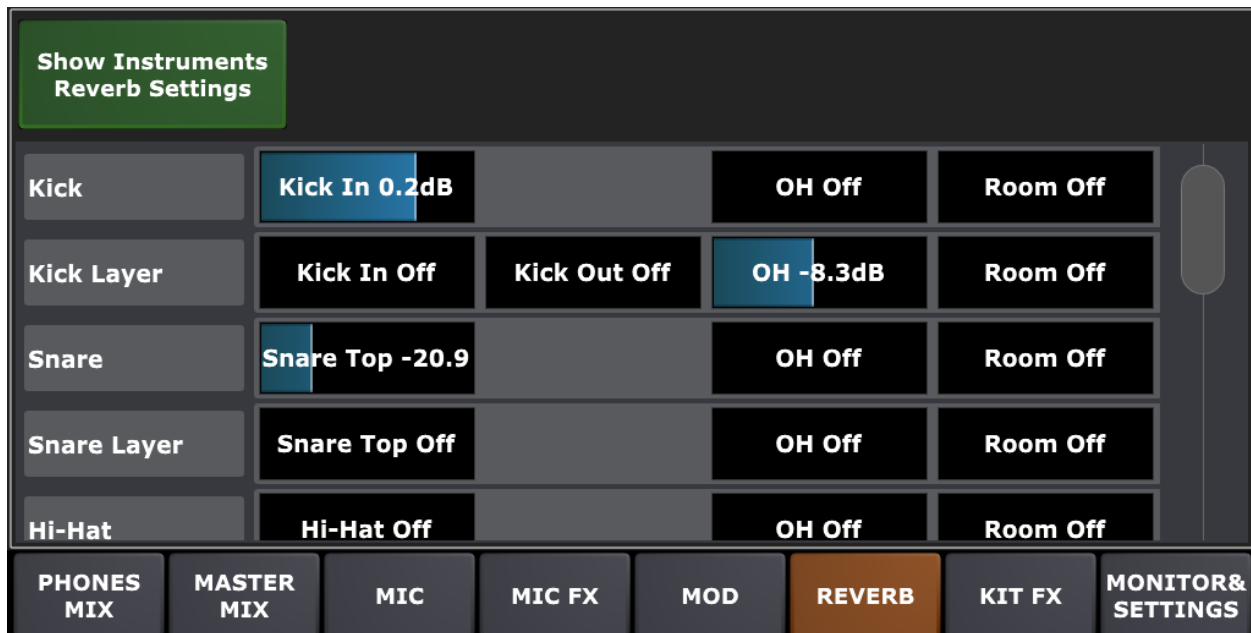 Show Instruments
Reverb Settings
Kick Kick In 0.2dB OH Off Room Off
Kick Layer Kick In Off Kick Out Off OH -8.3dB Room Off
Snare Snare Top -20.9 OH Off Room Off
Snare Layer Snare Top Off OH Off Room Off
Hi-Hat Hi-Hat Off OH Off Room Off
PHONES MIX MASTER MIX MIC MIC FX MOD REVERB KIT FX MONITOR& SETTINGS